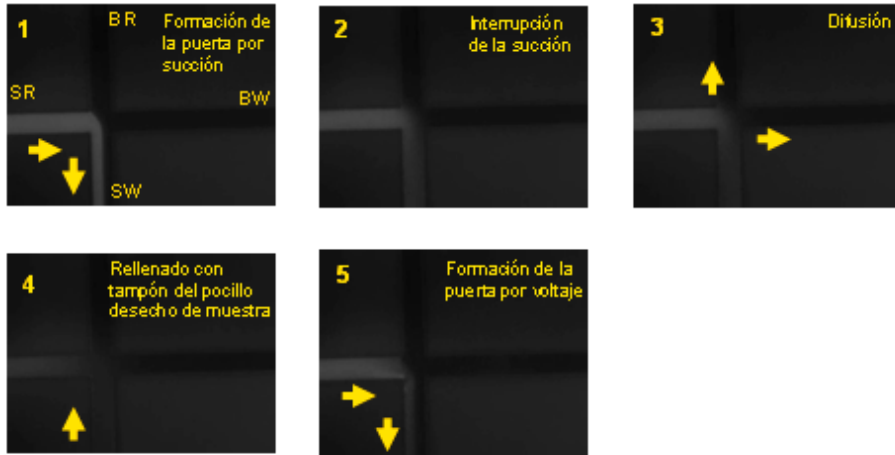 1
BR
Formación de
la puerta por
succión
SR
BW
SW
2
Interrupción
de la succión
3
Difusión
4
Rellenado con
tampón del pocillo
desecho de muestra
5
Formación de la
puerta por voltaje